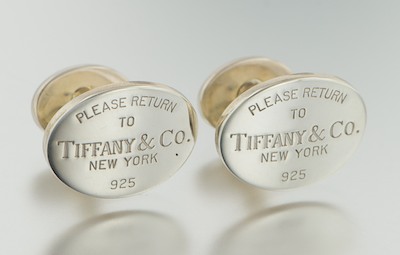 PLEASE RETURN
TO
TIFFANY & CO.
NEW YORK
925
PLEASE RETURN
TO
TIFFANY & CO.
NEW YORK
925